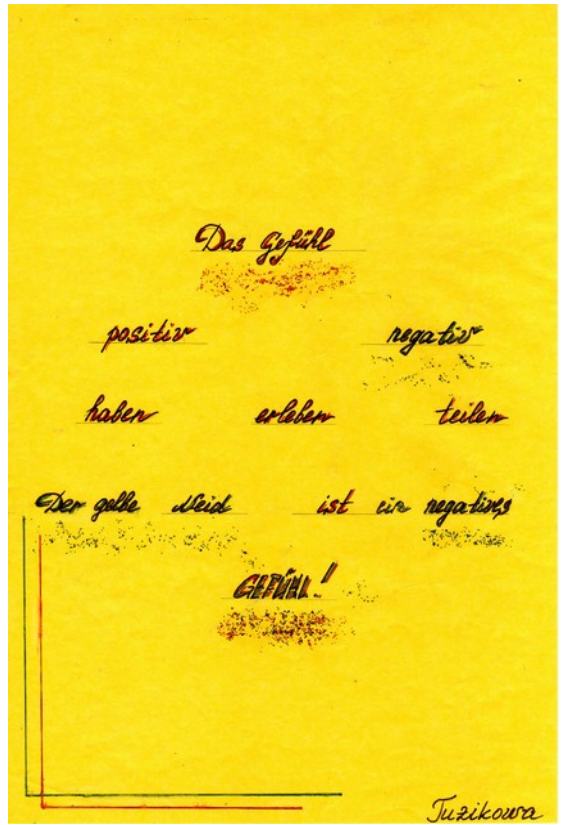 Das Gefühl
positiv negativ
haben erleben teilen
Der gelbe Neid ist ein negatives
GEFÜHL!
Tuzikowa